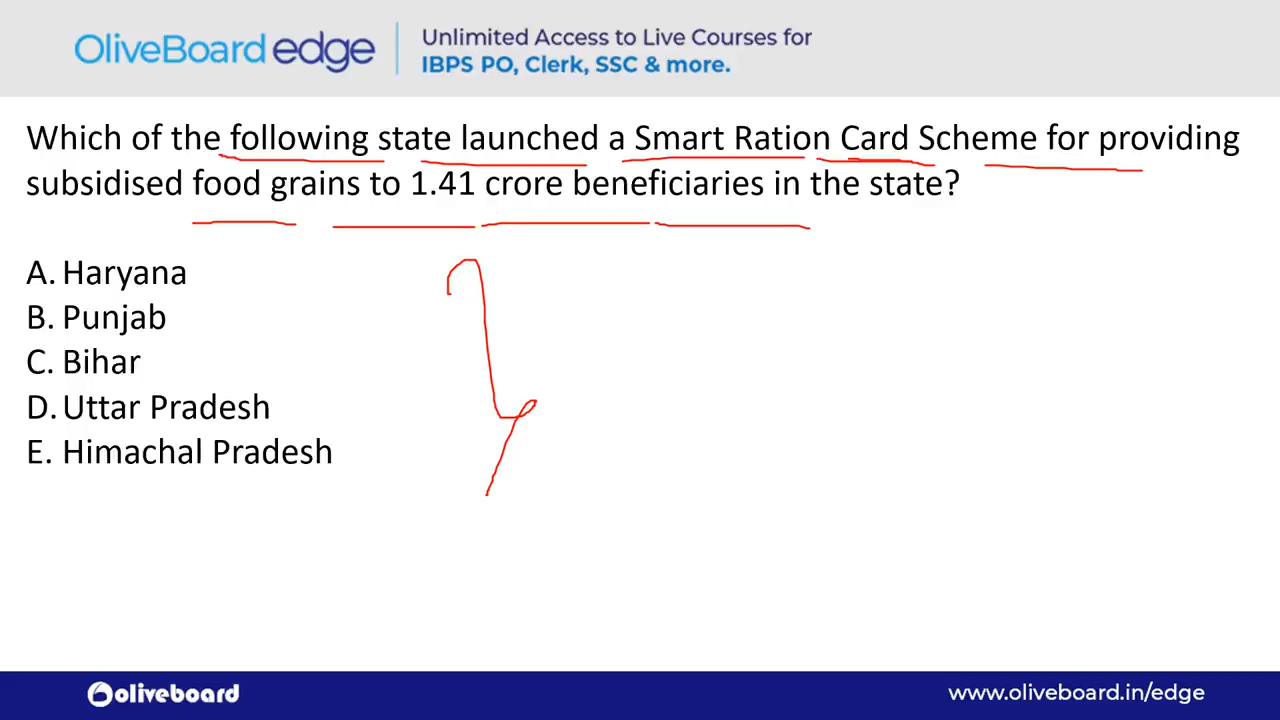 OliveBoard edge
Unlimited Access to Live Courses for
IBPS PO, Clerk, SSC & more.
Which of the following state launched a Smart Ration Card Scheme for providing
subsidised food grains to 1.41 crore beneficiaries in the state?
A. Haryana
B. Punjab
C. Bihar
D. Uttar Pradesh
E. Himachal Pradesh
oliveboard
www.oliveboard.in/edge